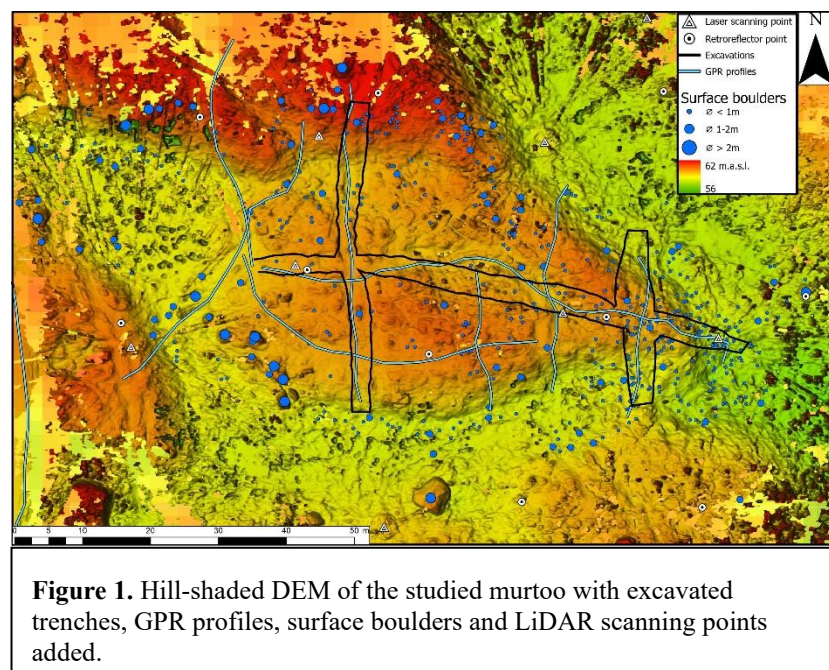 Laser scanning point
N
Retroreflector point
Excavations
GPR profiles
Surface boulders
ø < 1m
ø 1-2m
ø > 2m
62 m.a.s.l.
56
0 5 10 20 30 40 50 m
Figure 1. Hill-shaded DEM of the studied murtoo with excavated
trenches, GPR profiles, surface boulders and LiDAR scanning points
added.